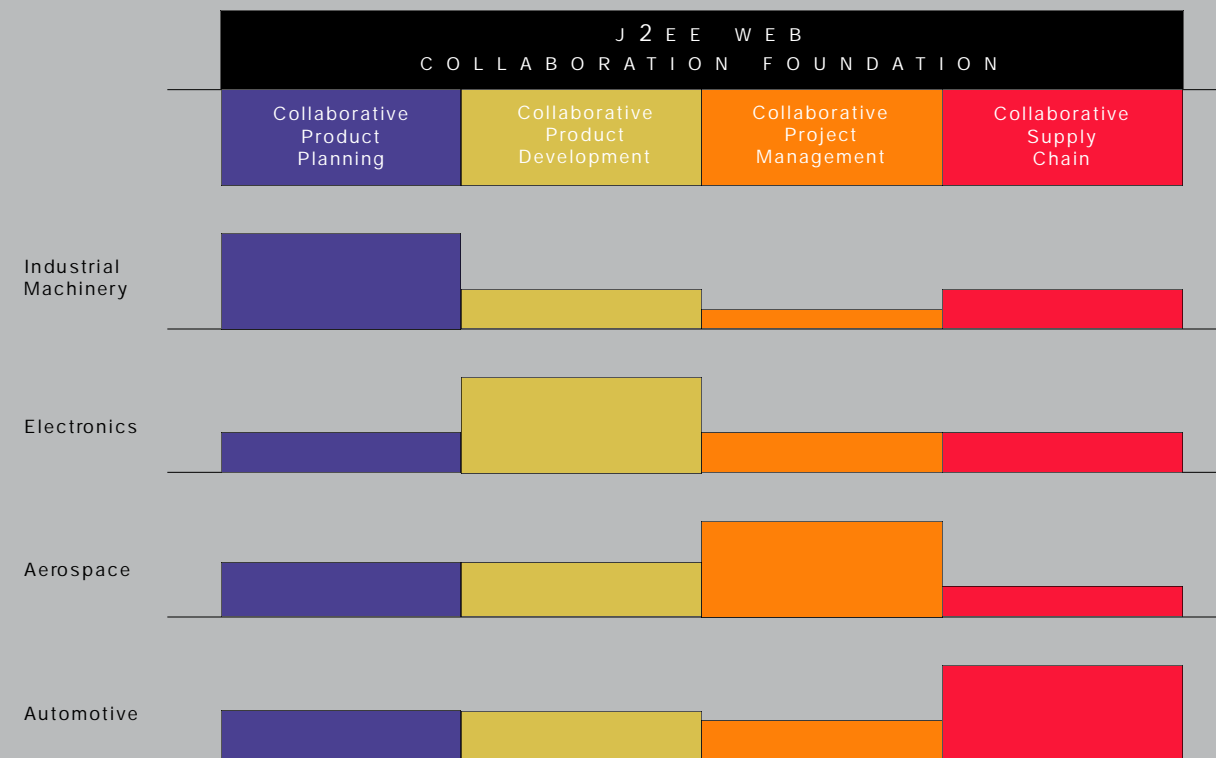 J2EE WEB
COLLABORATION FOUNDATION
Collaborative
Product
Planning
Collaborative
Product
Development
Collaborative
Project
Management
Collaborative
Supply
Chain
Industrial
Machinery
Electronics
Aerospace
Automotive